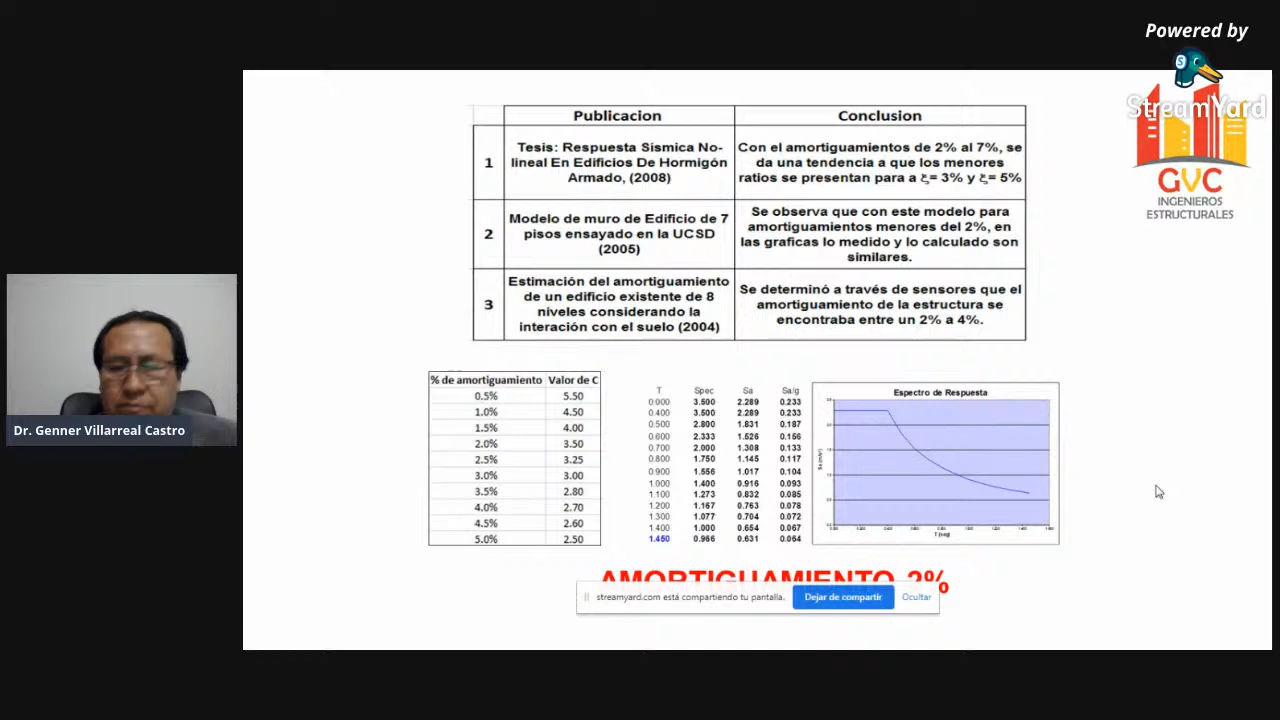 Powered by
StreamYard
GVC
INGENIEROS
ESTRUCTURALES
Publicacion Conclusion
1
Tesis: Respuesta Sismica No-
lineal En Edificios De Hormigón
Armado, (2008)
Con el amortiguamientos de 2% al 7%, se
da una tendencia a que los menores
ratios se presentan para a ξ= 3% y ξ= 5%
2
Modelo de muro de Edificio de 7
pisos ensayado en la UCSD
(2005)
Se observa que con este modelo para
amortiguamientos menores del 2%, en
las graficas lo medido y lo calculado son
similares.
3
Estimación del amortiguamiento
de un edificio existente de 8
niveles considerando la
interación con el suelo (2004)
Se determinó a través de sensores que el
amortiguamiento de la estructura se
encontraba entre un 2% a 4%.
Dr. Genner Villarreal Castro
% de amortiguamiento Valor de C
0.5% 5.50
1.0% 4.50
1.5% 4.00
2.0% 3.50
2.5% 3.25
3.0% 3.00
3.5% 2.80
4.0% 2.70
4.5% 2.60
5.0% 2.50
T Spec Sa Sa/g
0.000 3.500 2.289 0.233
0.400 3.500 2.289 0.233
0.500 2.800 1.831 0.187
0.600 2.333 1.526 0.156
0.700 2.000 1.308 0.133
0.800 1.750 1.145 0.117
0.900 1.556 1.017 0.104
1.000 1.400 0.916 0.093
1.100 1.273 0.832 0.085
1.200 1.167 0.763 0.078
1.300 1.077 0.704 0.072
1.400 1.000 0.654 0.067
1.450 0.966 0.631 0.064
Espectro de Respuesta
T (seg)
AMORTIGUAMIENTO 2%
streamyard.com está compartiendo tu pantalla.
Dejar de compartir
Ocultar